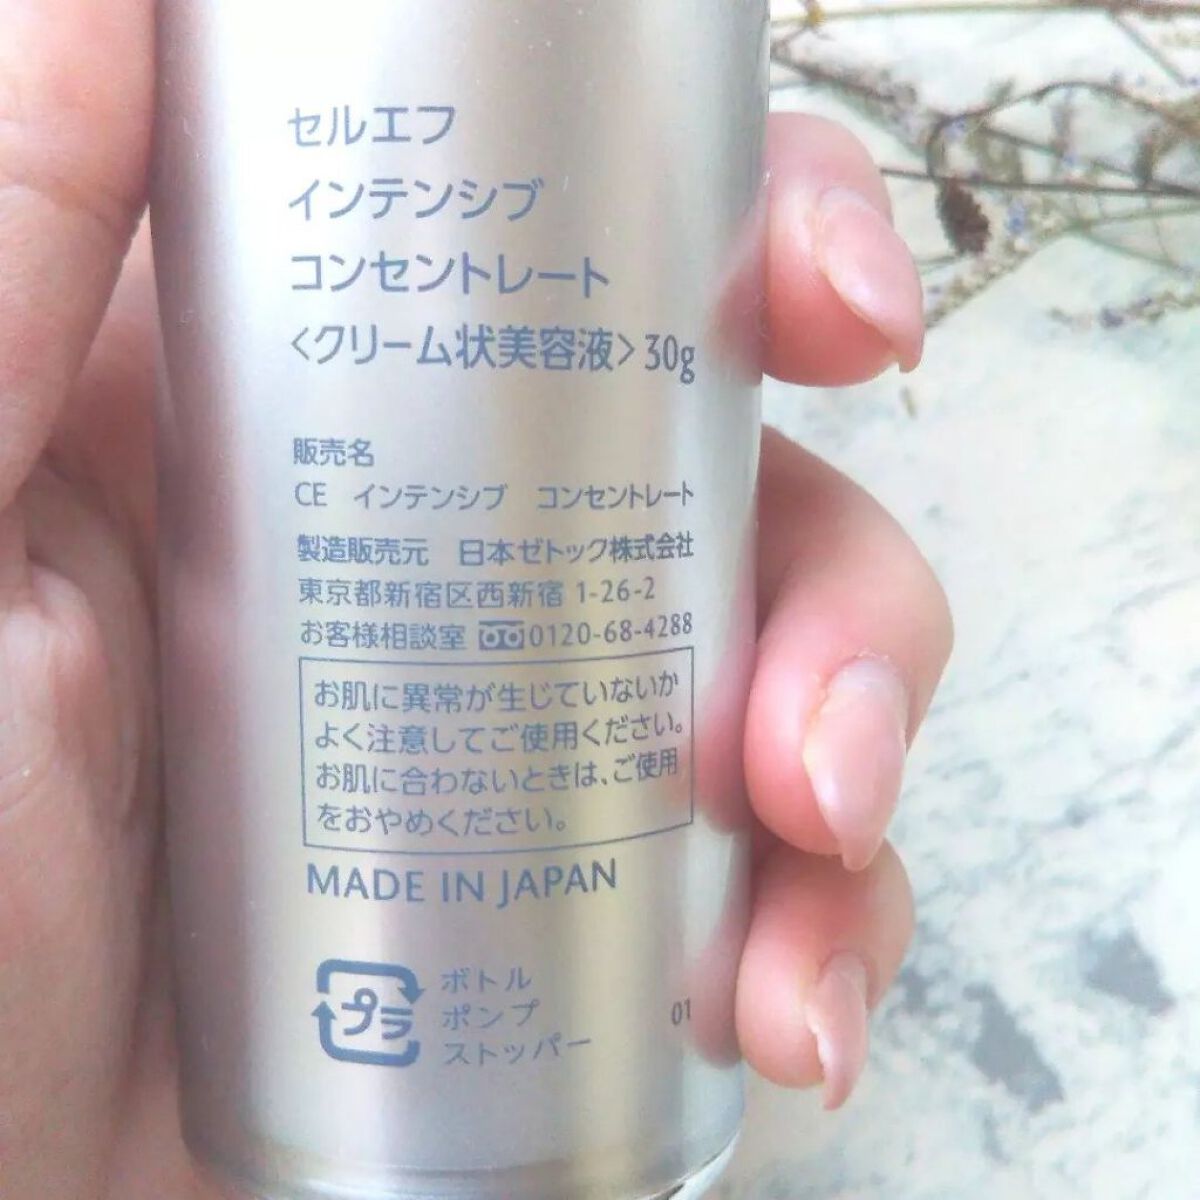 セルエフ
インテンシブ
コンセントレート
〈クリーム状美容液〉30g
販売名
CE インテンシブ コンセントレート
製造販売元 日本ゼトック株式会社
東京都新宿区西新宿 1-26-2
お客様相談室 0120-68-4288
お肌に異常が生じていないか
よく注意してご使用ください。
お肌に合わないときは、ご使用
をおやめください。
MADE IN JAPAN
プラ
ボトル
ポンプ
ストッパー
01